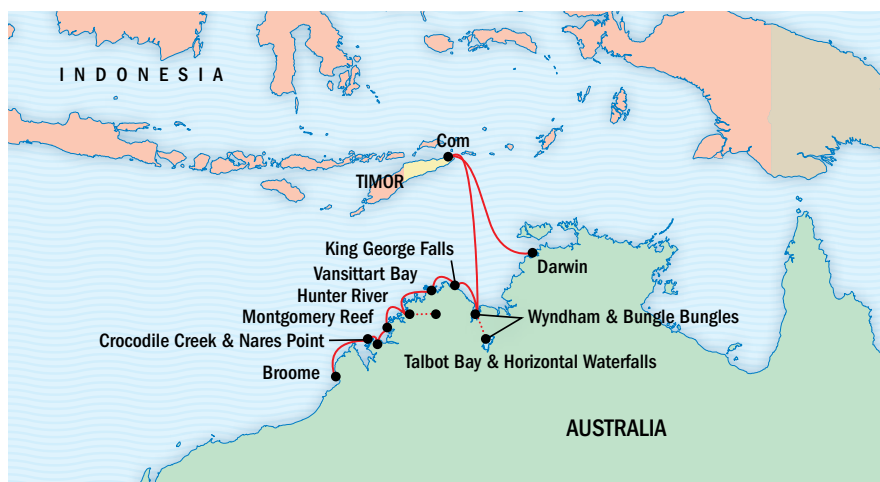 INDONESIA
Com
TIMOR
King George Falls
Darwin
Vansittart Bay
Hunter River
Montgomery Reef
Wyndham & Bungle Bungles
Crocodile Creek & Nares Point
Talbot Bay & Horizontal Waterfalls
Broome
AUSTRALIA